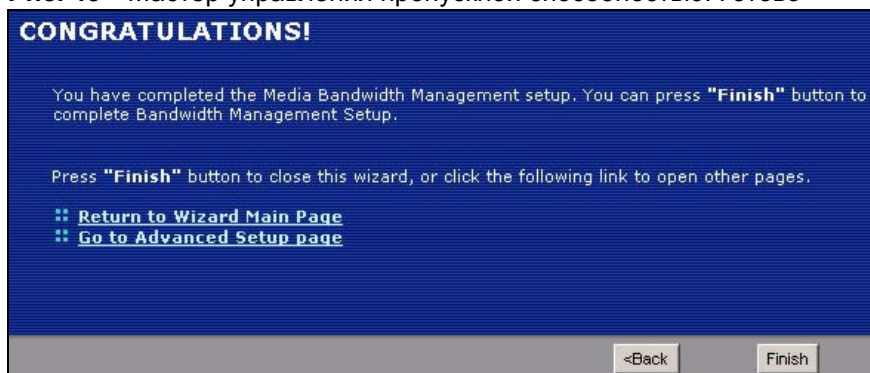 CONGRATULATIONS!
You have completed the Media Bandwidth Management setup. You can press "Finish" button to
complete Bandwidth Management Setup.
Press "Finish" button to close this wizard, or click the following link to open other pages.
Return to Wizard Main Page
Go to Advanced Setup page
<Back Finish